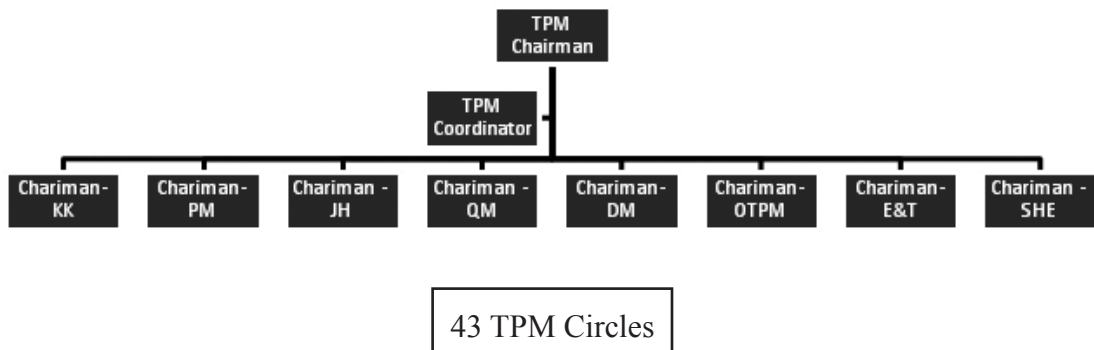 TPM
Chairman
TPM
Coordinator
Chariman-
KK
Chariman-
PM
Chariman -
JH
Chariman -
QM
Chariman-
DM
Chariman-
OTPM
Chariman-
E&T
Chariman -
SHE
43 TPM Circles